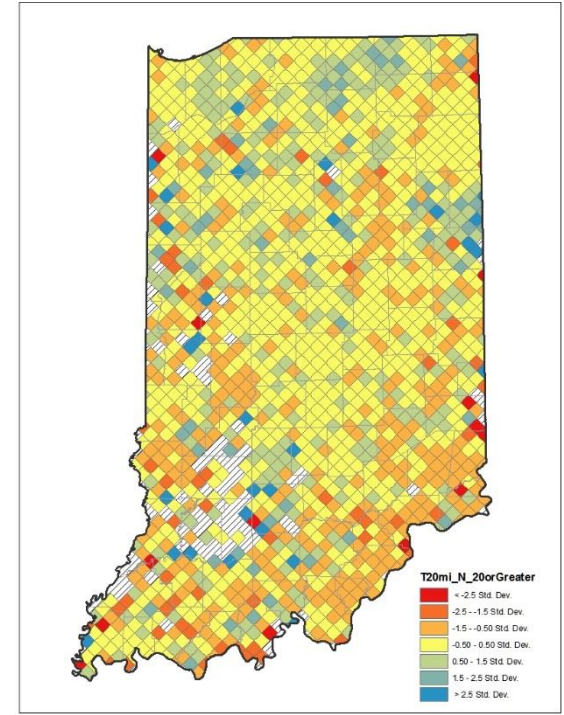 T20mi_N_20orGreater
< -2.5 Std. Dev.
-2.5 - -1.5 Std. Dev.
-1.5 - -0.50 Std. Dev.
-0.50 - 0.50 Std. Dev.
0.50 - 1.5 Std. Dev.
1.5 - 2.5 Std. Dev.
> 2.5 Std. Dev.